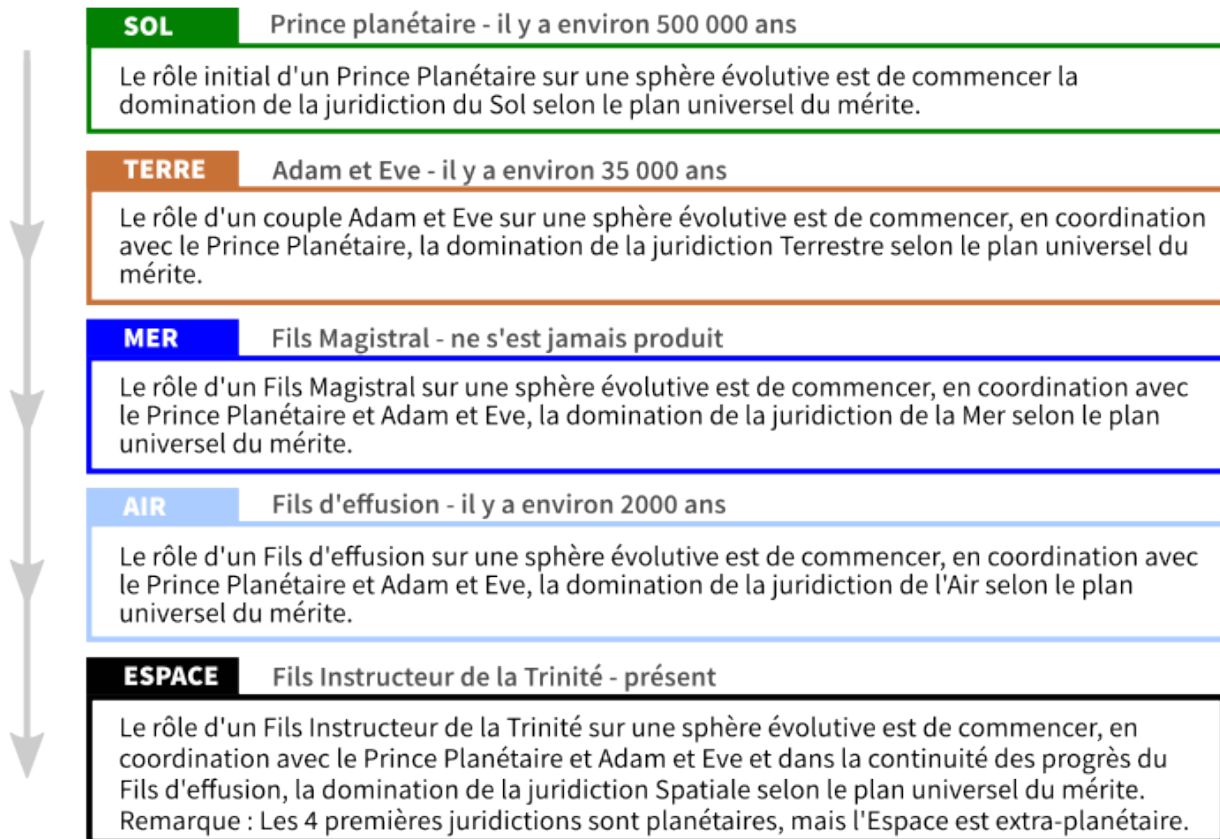 SOL Prince planétaire - il y a environ 500 000 ans
Le rôle initial d'un Prince Planétaire sur une sphère évolutive est de commencer la
domination de la juridiction du Sol selon le plan universel du mérite.
TERRE Adam et Eve - il y a environ 35 000 ans
Le rôle d'un couple Adam et Eve sur une sphère évolutive est de commencer, en coordination
avec le Prince Planétaire, la domination de la juridiction Terrestre selon le plan universel du
mérite.
MER Fils Magistral - ne s'est jamais produit
Le rôle d'un Fils Magistral sur une sphère évolutive est de commencer, en coordination avec
le Prince Planétaire et Adam et Eve, la domination de la juridiction de la Mer selon le plan
universel du mérite.
AIR Fils d'effusion - il y a environ 2000 ans
Le rôle d'un Fils d'effusion sur une sphère évolutive est de commencer, en coordination avec
le Prince Planétaire et Adam et Eve, la domination de la juridiction de l'Air selon le plan
universel du mérite.
ESPACE Fils Instructeur de la Trinité - présent
Le rôle d'un Fils Instructeur de la Trinité sur une sphère évolutive est de commencer, en
coordination avec le Prince Planétaire et Adam et Eve et dans la continuité des progrès du
Fils d'effusion, la domination de la juridiction Spatiale selon le plan universel du mérite.
Remarque : Les 4 premières juridictions sont planétaires, mais l'Espace est extra-planétaire.